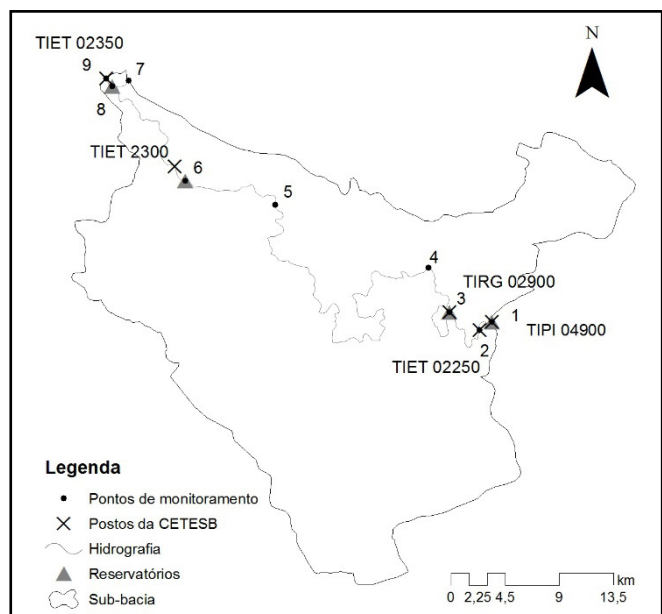 TIET 02350
N
9
7
8
TIET 2300
6
5
4
TIRG 02900
3
1
TIPI 04900
2
TIET 02250
Legenda
Pontos de monitoramento
Postos da CETESB
Hidrografia
Reservatórios
Sub-bacia
km
0 2,25 4,5 9 13,5